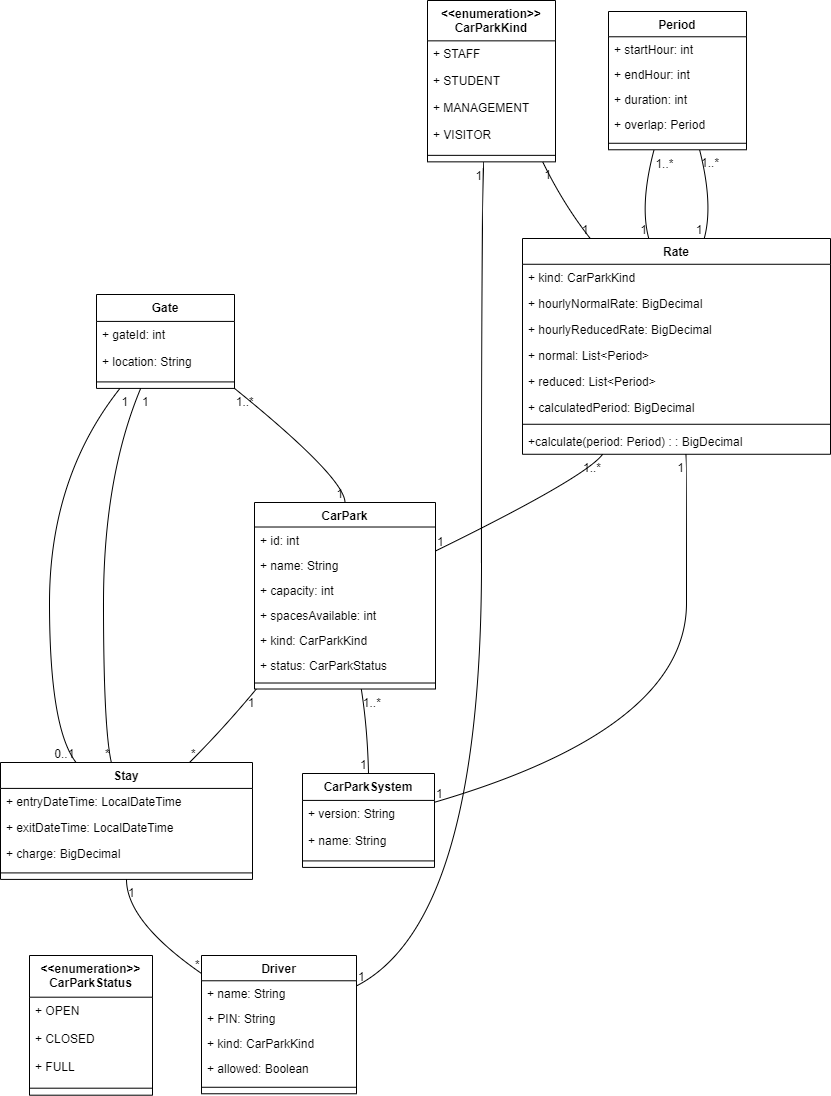 <<enumeration>>
CarParkKind
+ STAFF
+ STUDENT
+ MANAGEMENT
+ VISITOR
Period
+ startHour: int
+ endHour: int
+ duration: int
+ overlap: Period
1
1
1..*
1..*
1
1
1
Rate
+ kind: CarParkKind
+ hourlyNormalRate: BigDecimal
+ hourlyReducedRate: BigDecimal
+ normal: List<Period>
+ reduced: List<Period>
+ calculatedPeriod: BigDecimal
+calculate(period: Period) : : BigDecimal
Gate
+ gateId: int
+ location: String
1
1
1..*
1
1..*
1
CarPark
+ id: int
+ name: String
+ capacity: int
+ spacesAvailable: int
+ kind: CarParkKind
+ status: CarParkStatus
1
1
1..*
0..1
*
*
1
Stay
+ entryDateTime: LocalDateTime
+ exitDateTime: LocalDateTime
+ charge: BigDecimal
CarParkSystem
+ version: String
+ name: String
1
1
*
1
<<enumeration>>
CarParkStatus
+ OPEN
+ CLOSED
+ FULL
Driver
+ name: String
+ PIN: String
+ kind: CarParkKind
+ allowed: Boolean